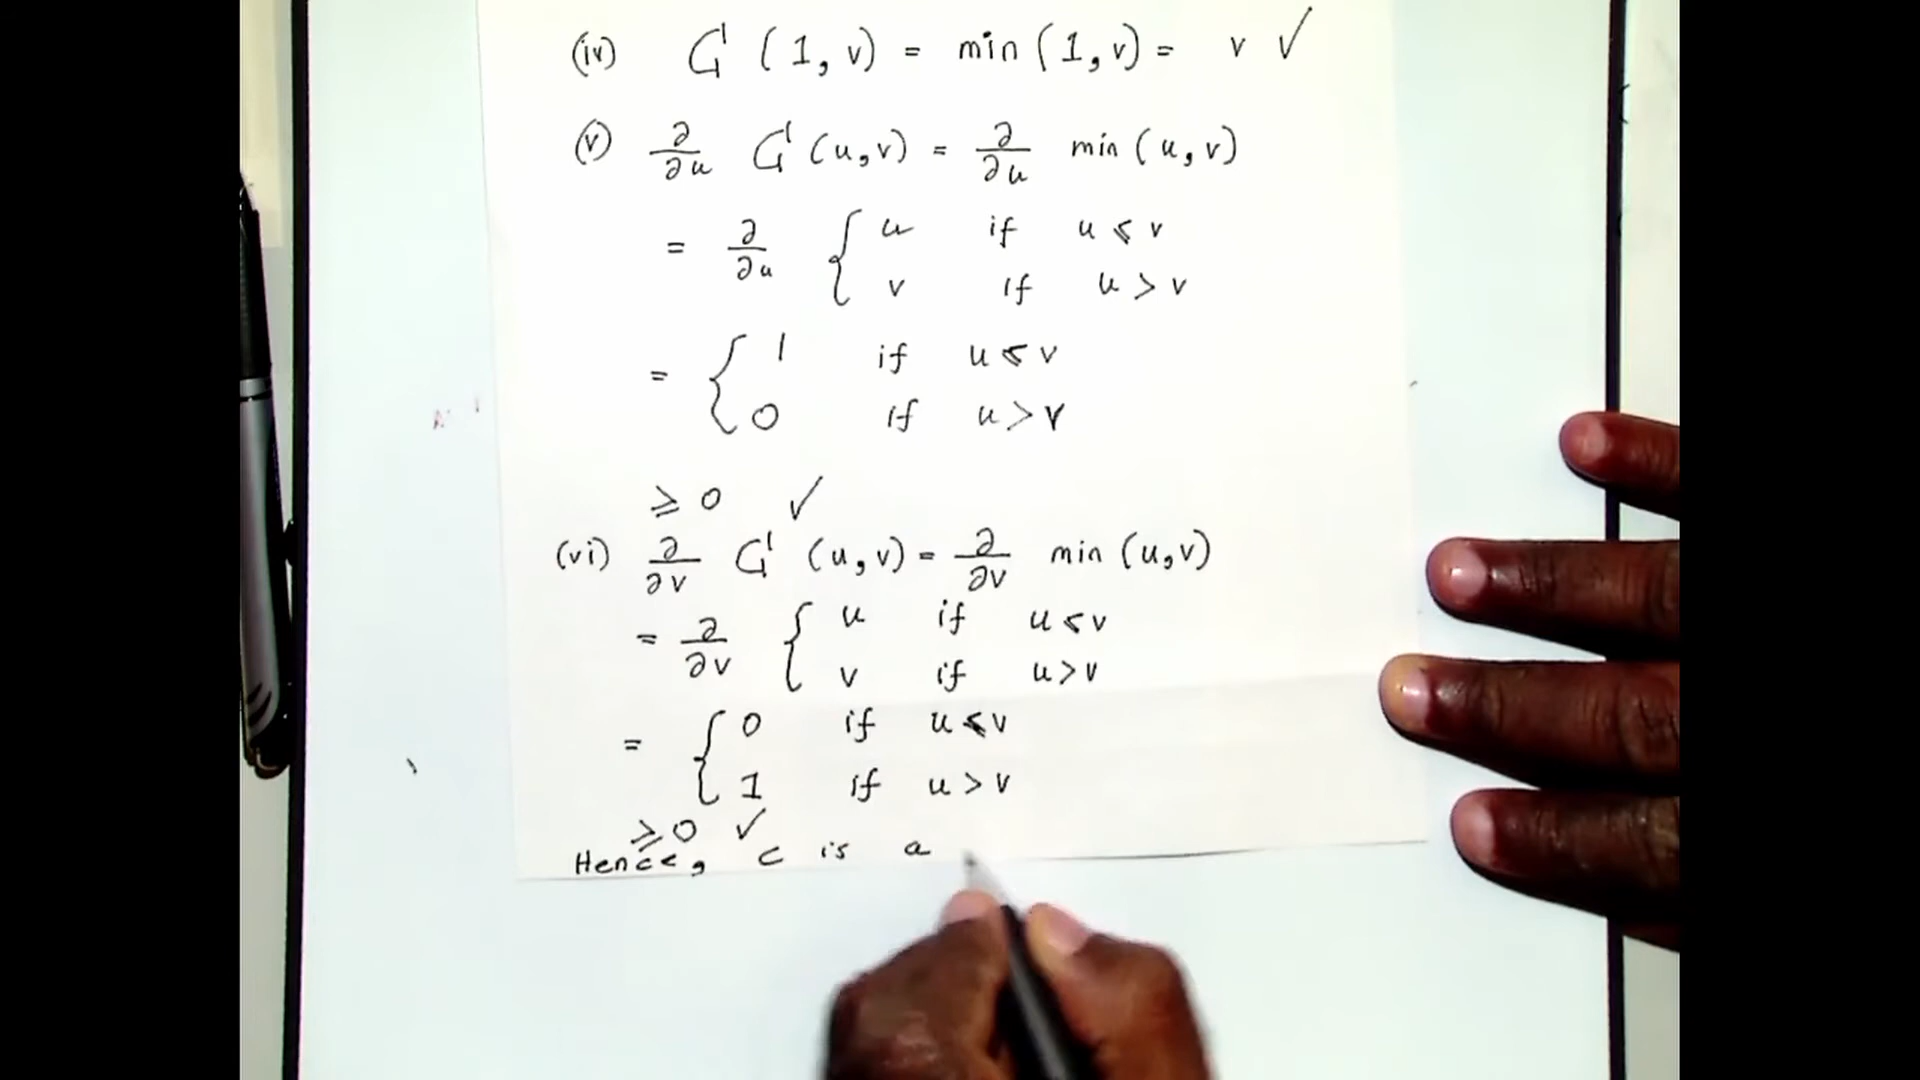 (iv) C (1, v) = min (1, v) = v ✓
(v) ∂/∂u C (u, v) = ∂/∂u min (u, v)
= ∂/∂u { u if u ≤ v
v if u > v
= { 1 if u ≤ v
0 if u > v
≥ 0 ✓
(vi) ∂/∂v C (u, v) = ∂/∂v min (u, v)
= ∂/∂v { u if u ≤ v
v if u > v
= { 0 if u ≤ v
1 if u > v
≥ 0 ✓
Hence, C is a